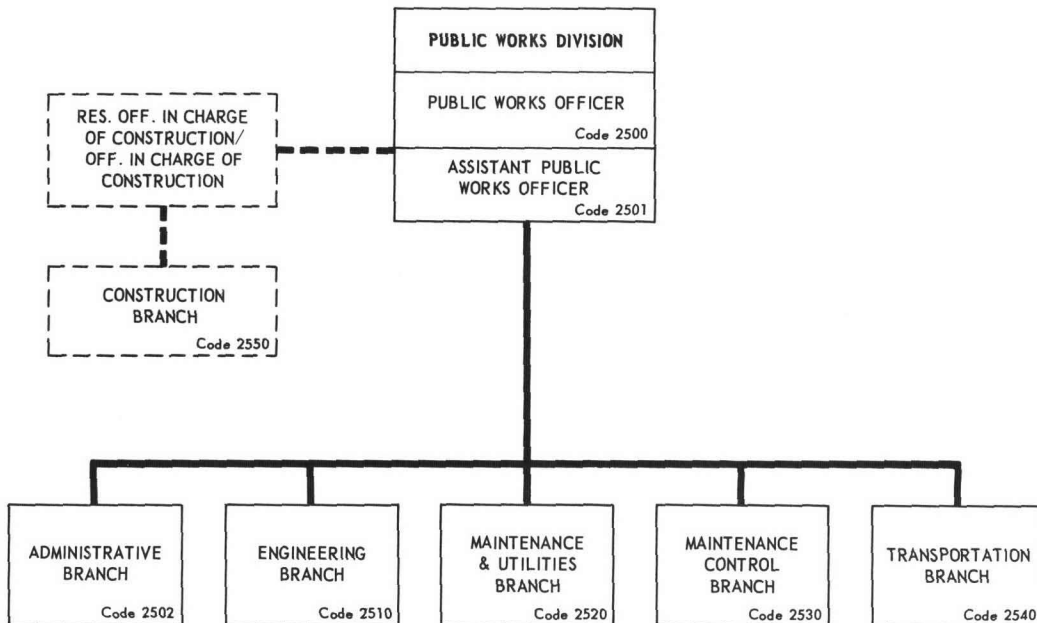 PUBLIC WORKS DIVISION
PUBLIC WORKS OFFICER
Code 2500
ASSISTANT PUBLIC
WORKS OFFICER
Code 2501
RES. OFF. IN CHARGE
OF CONSTRUCTION/
OFF. IN CHARGE OF
CONSTRUCTION
CONSTRUCTION
BRANCH
Code 2550
ADMINISTRATIVE
BRANCH
Code 2502
ENGINEERING
BRANCH
Code 2510
MAINTENANCE
& UTILITIES
BRANCH
Code 2520
MAINTENANCE
CONTROL
BRANCH
Code 2530
TRANSPORTATION
BRANCH
Code 2540